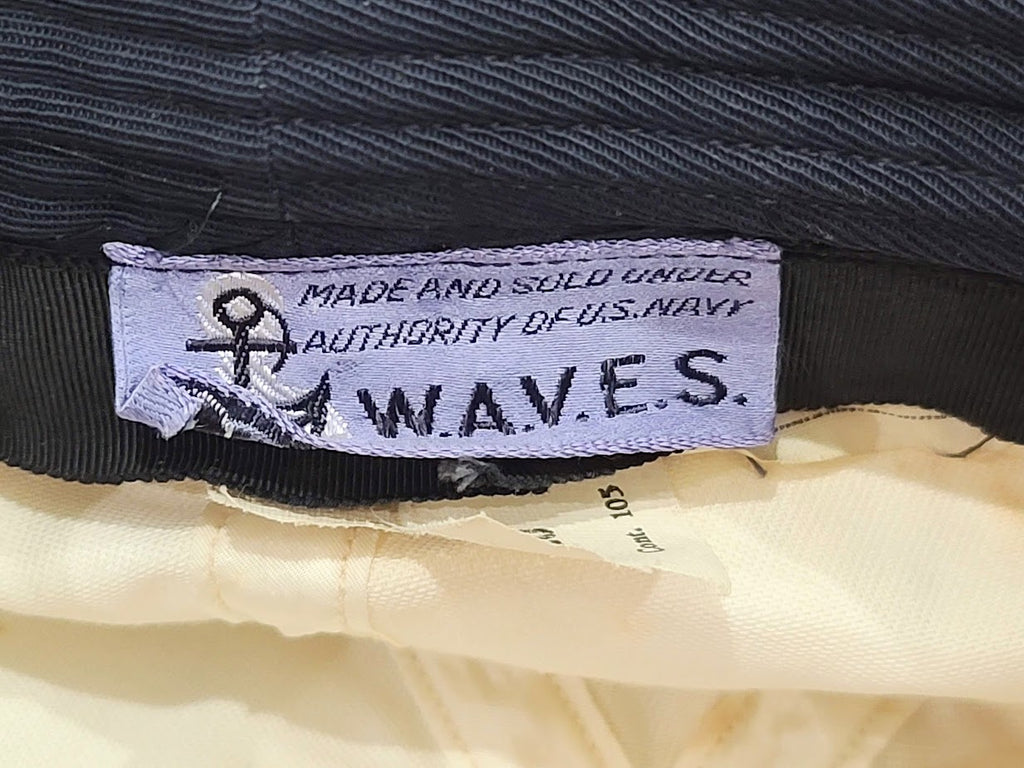 MADE AND SOLD UNDER
AUTHORITY OF U.S. NAVY
W.A.V.E.S.
Cont. 105